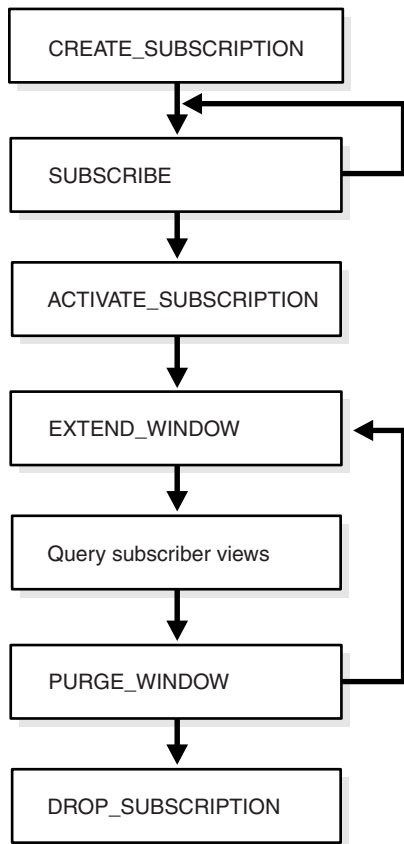 CREATE_SUBSCRIPTION
SUBSCRIBE
ACTIVATE_SUBSCRIPTION
EXTEND_WINDOW
Query subscriber views
PURGE_WINDOW
DROP_SUBSCRIPTION